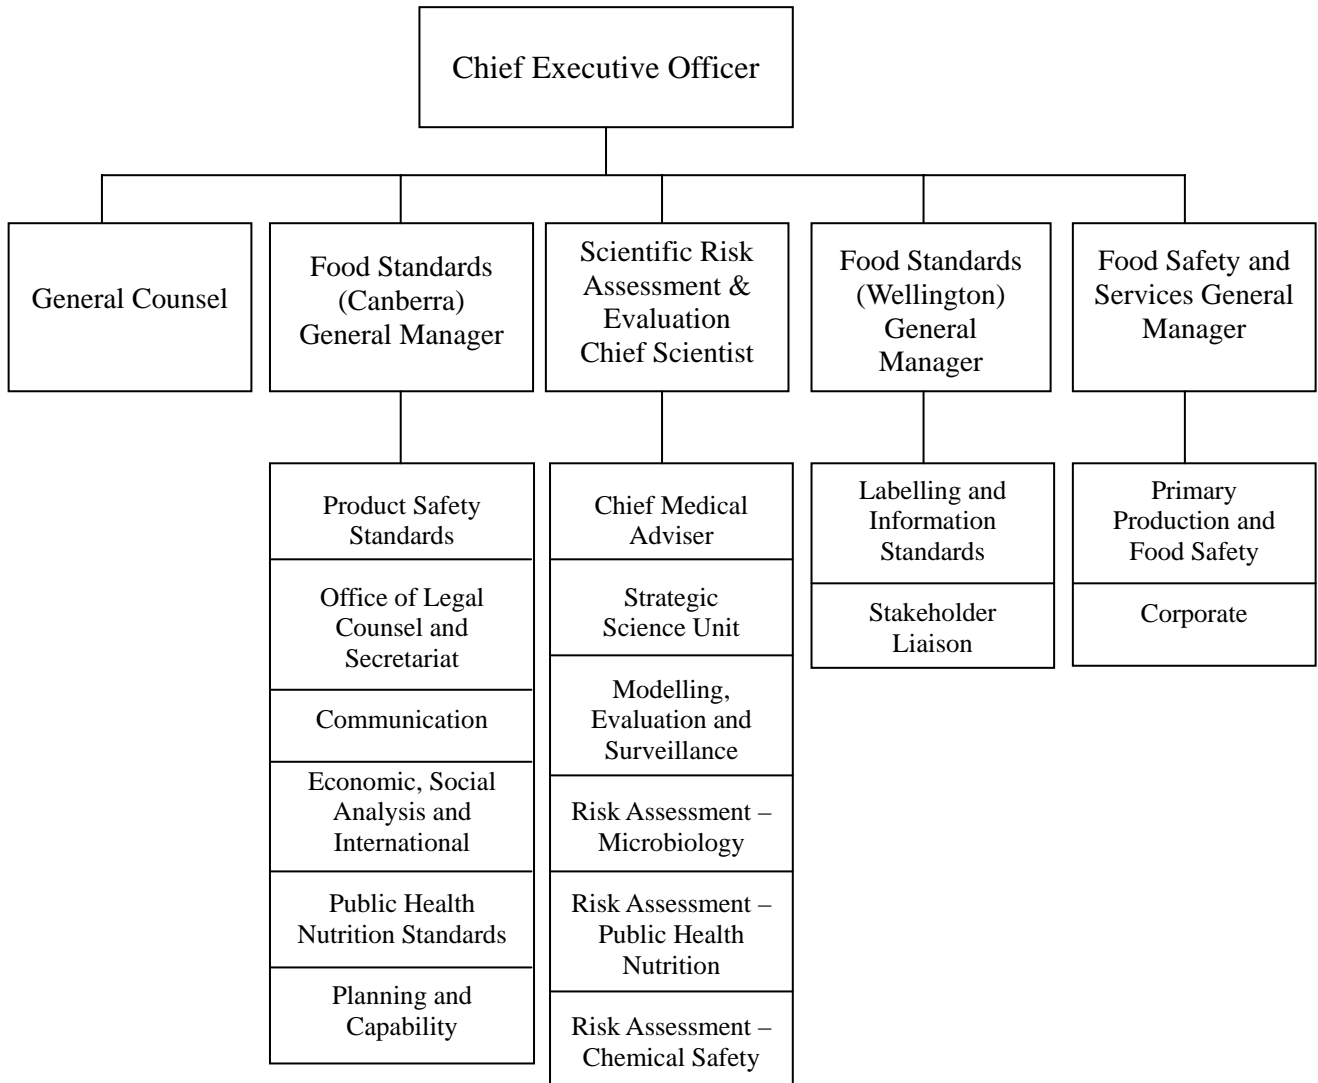 Chief Executive Officer
General Counsel
Food Standards
(Canberra)
General Manager
Scientific Risk
Assessment &
Evaluation
Chief Scientist
Food Standards
(Wellington)
General
Manager
Food Safety and
Services General
Manager
Product Safety
Standards
Office of Legal
Counsel and
Secretariat
Communication
Economic, Social
Analysis and
International
Public Health
Nutrition Standards
Planning and
Capability
Chief Medical
Adviser
Strategic
Science Unit
Modelling,
Evaluation and
Surveillance
Risk Assessment –
Microbiology
Risk Assessment –
Public Health
Nutrition
Risk Assessment –
Chemical Safety
Labelling and
Information
Standards
Stakeholder
Liaison
Primary
Production and
Food Safety
Corporate